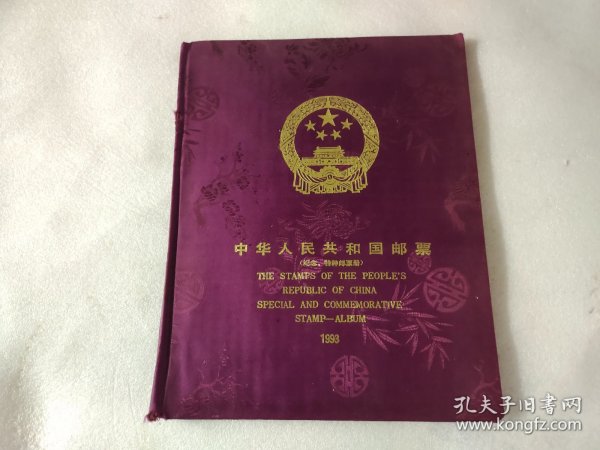 中华人民共和国邮票
（纪念、特种邮票册）
THE STAMPS OF THE PEOPLE'S
REPUBLIC OF CHINA
SPECIAL AND COMMEMORATIVE
STAMP—ALBUM
1993
孔夫子旧书网
www.kongfz.com